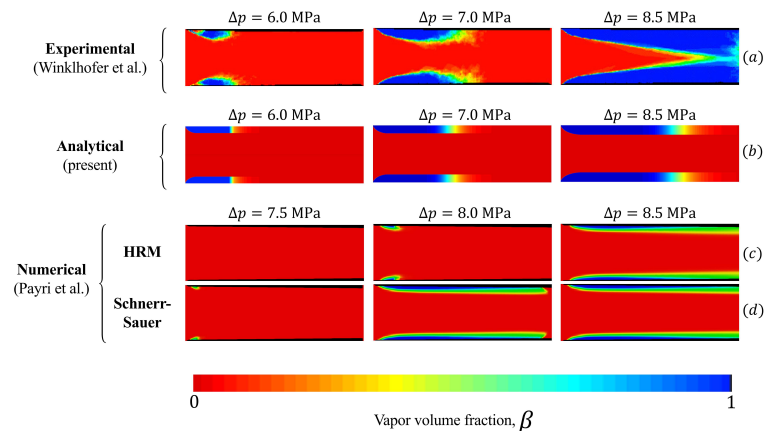 Δp = 6.0 MPa
Δp = 7.0 MPa
Δp = 8.5 MPa
Experimental
(Winklhofer et al.)
(a)
Δp = 6.0 MPa
Δp = 7.0 MPa
Δp = 8.5 MPa
Analytical
(present)
(b)
Δp = 7.5 MPa
Δp = 8.0 MPa
Δp = 8.5 MPa
HRM
(c)
Numerical
(Payri et al.)
Schnerr-
Sauer
(d)
0
1
Vapor volume fraction, β